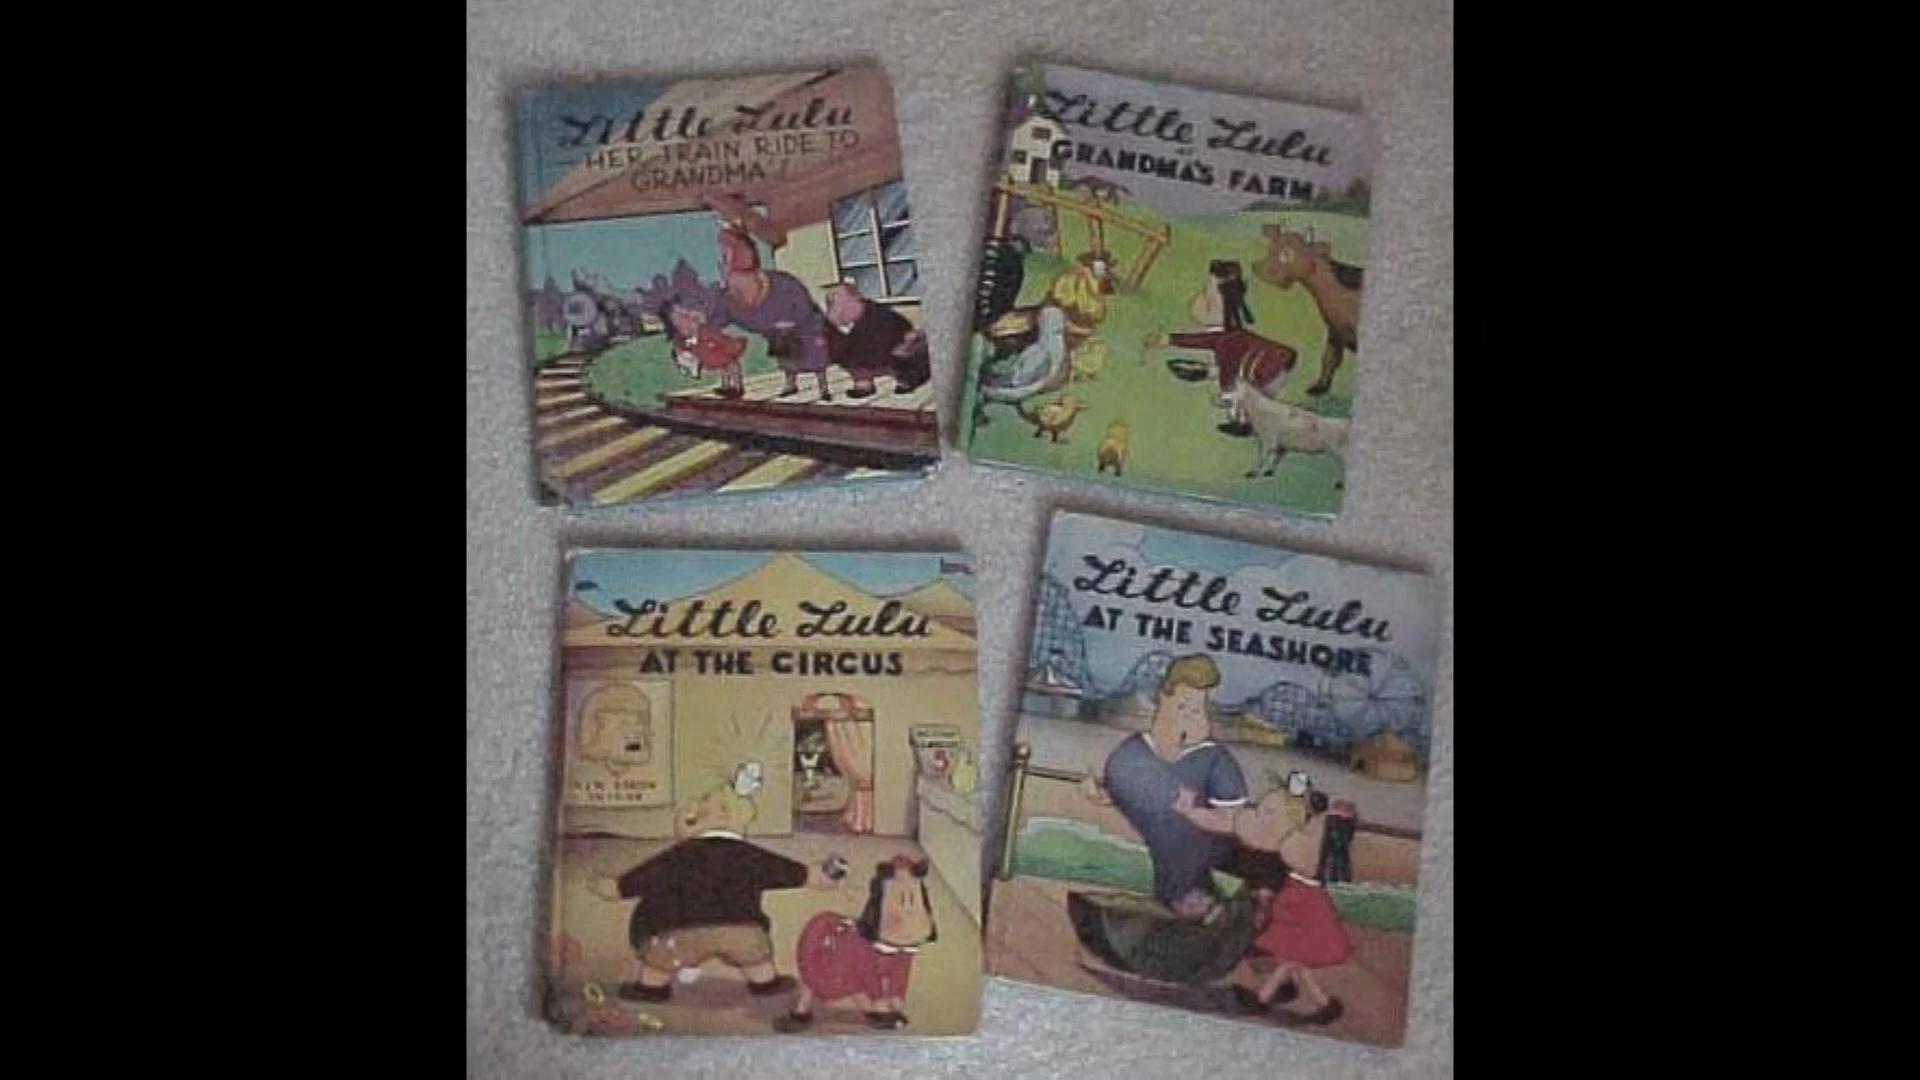 Little Lulu
HER TRAIN RIDE TO
GRANDMA'S
Little Lulu
AT
GRANDMA'S FARM
Little Lulu
AT THE CIRCUS
Little Lulu
AT THE SEASHORE